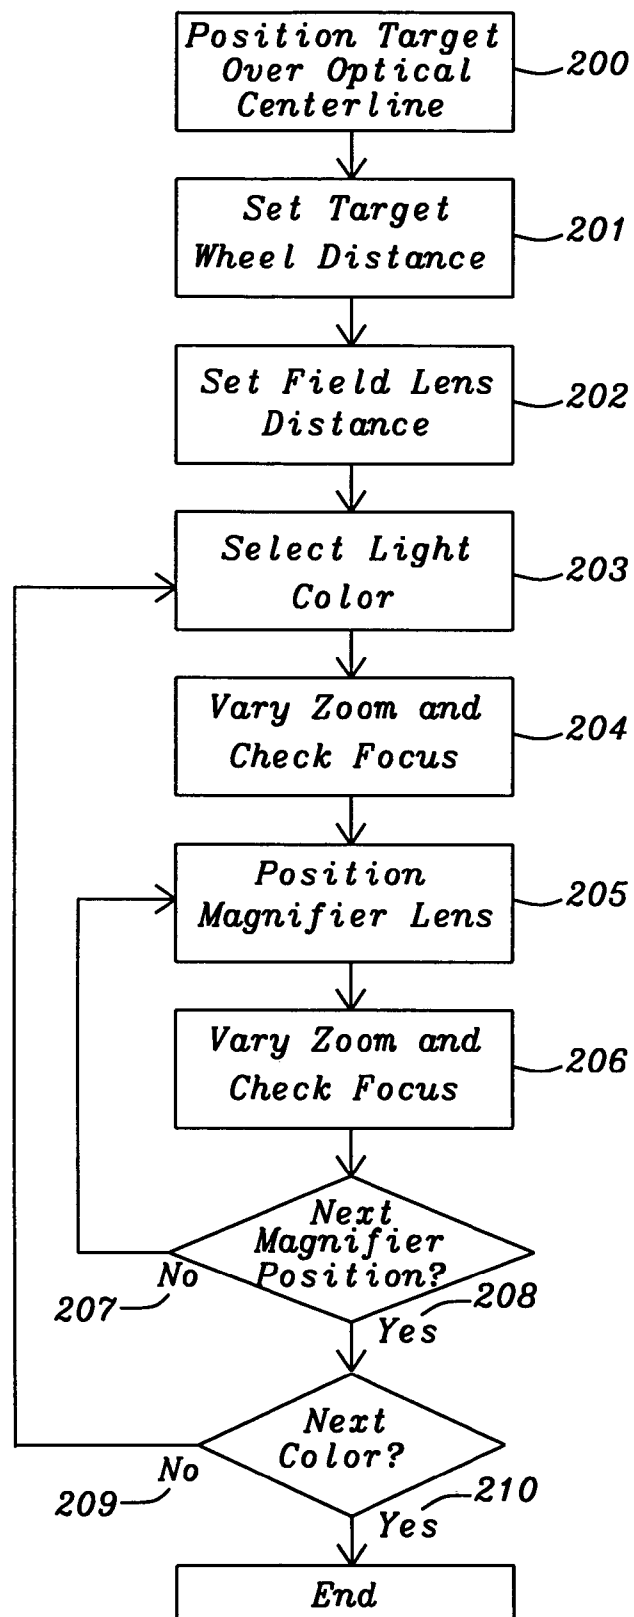 Position Target
Over Optical
Centerline
200
Set Target
Wheel Distance
201
Set Field Lens
Distance
202
Select Light
Color
203
Vary Zoom and
Check Focus
204
Position
Magnifier Lens
205
Vary Zoom and
Check Focus
206
Next
Magnifier
Position?
No
207
208
Yes
Next
Color?
No
209
210
Yes
End